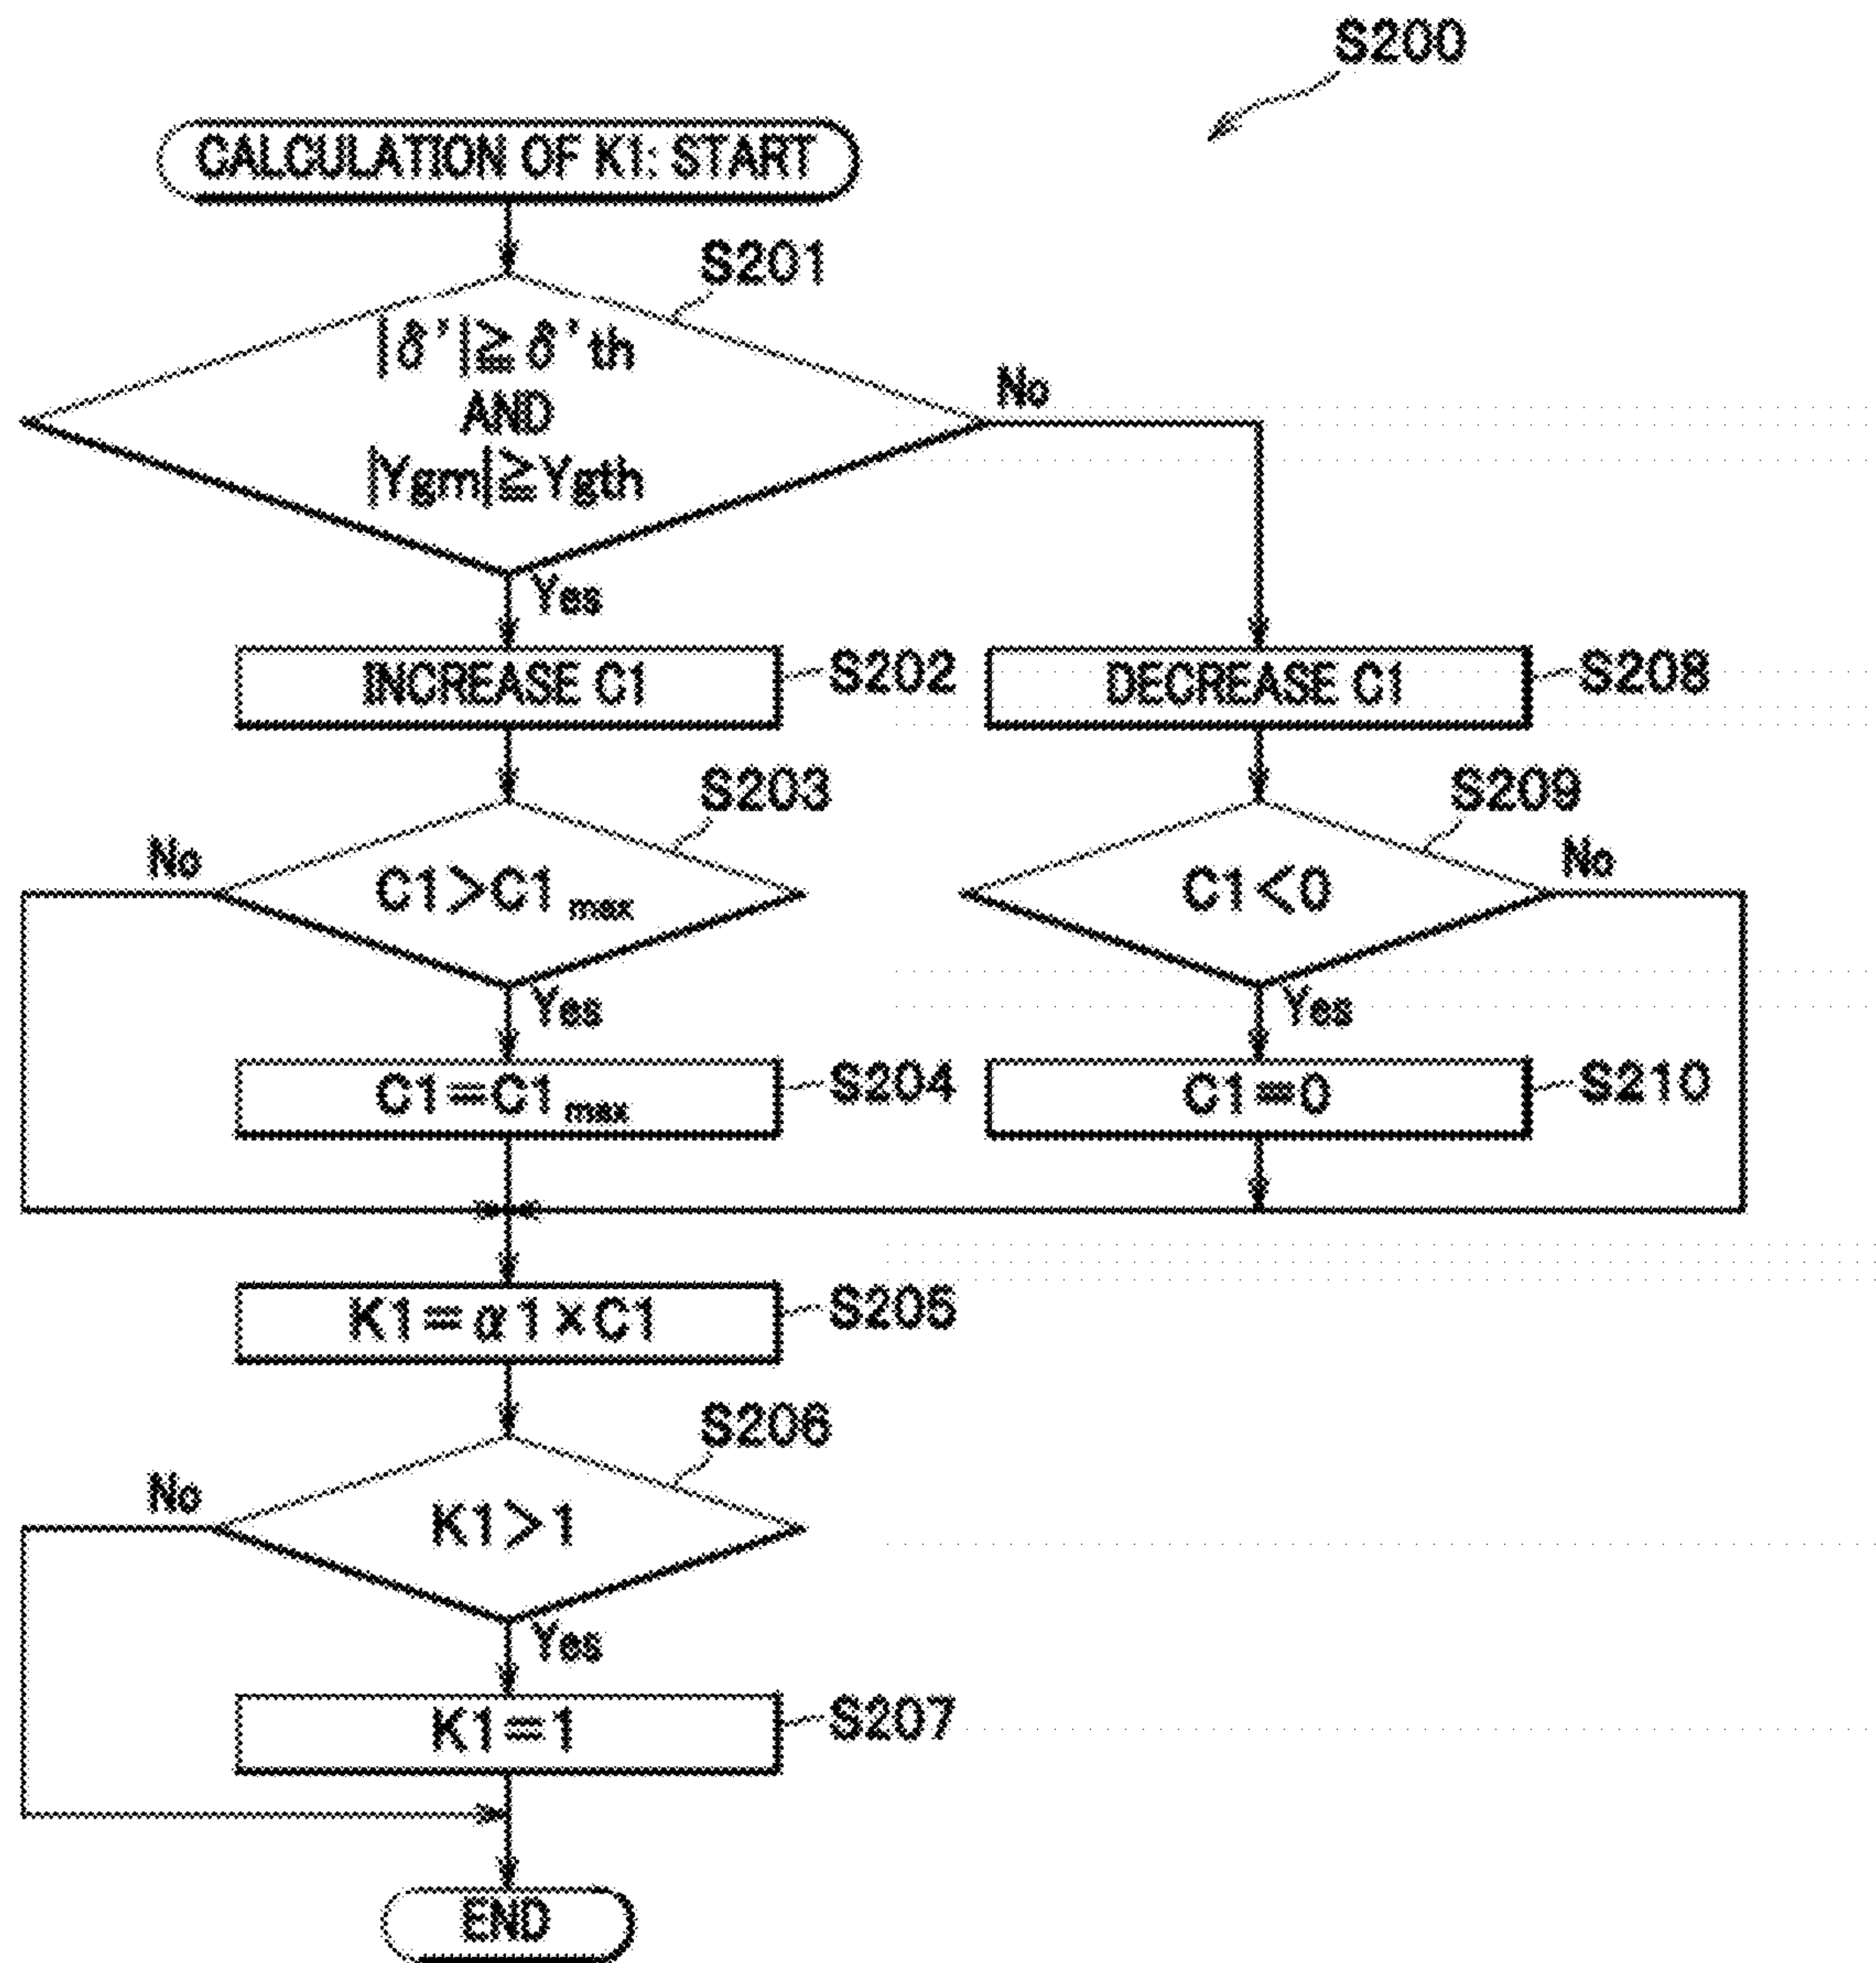 S200
CALCULATION OF K1: START
S201
|δ'|≧δ'th
AND
|Ygm|≧Ygth
No
Yes
INCREASE C1
S202
DECREASE C1
S208
S203
S209
No
C1>C1max
C1<0
No
Yes
Yes
C1=C1max
S204
C1=0
S210
K1=α1×C1
S205
S206
No
K1>1
Yes
K1=1
S207
END